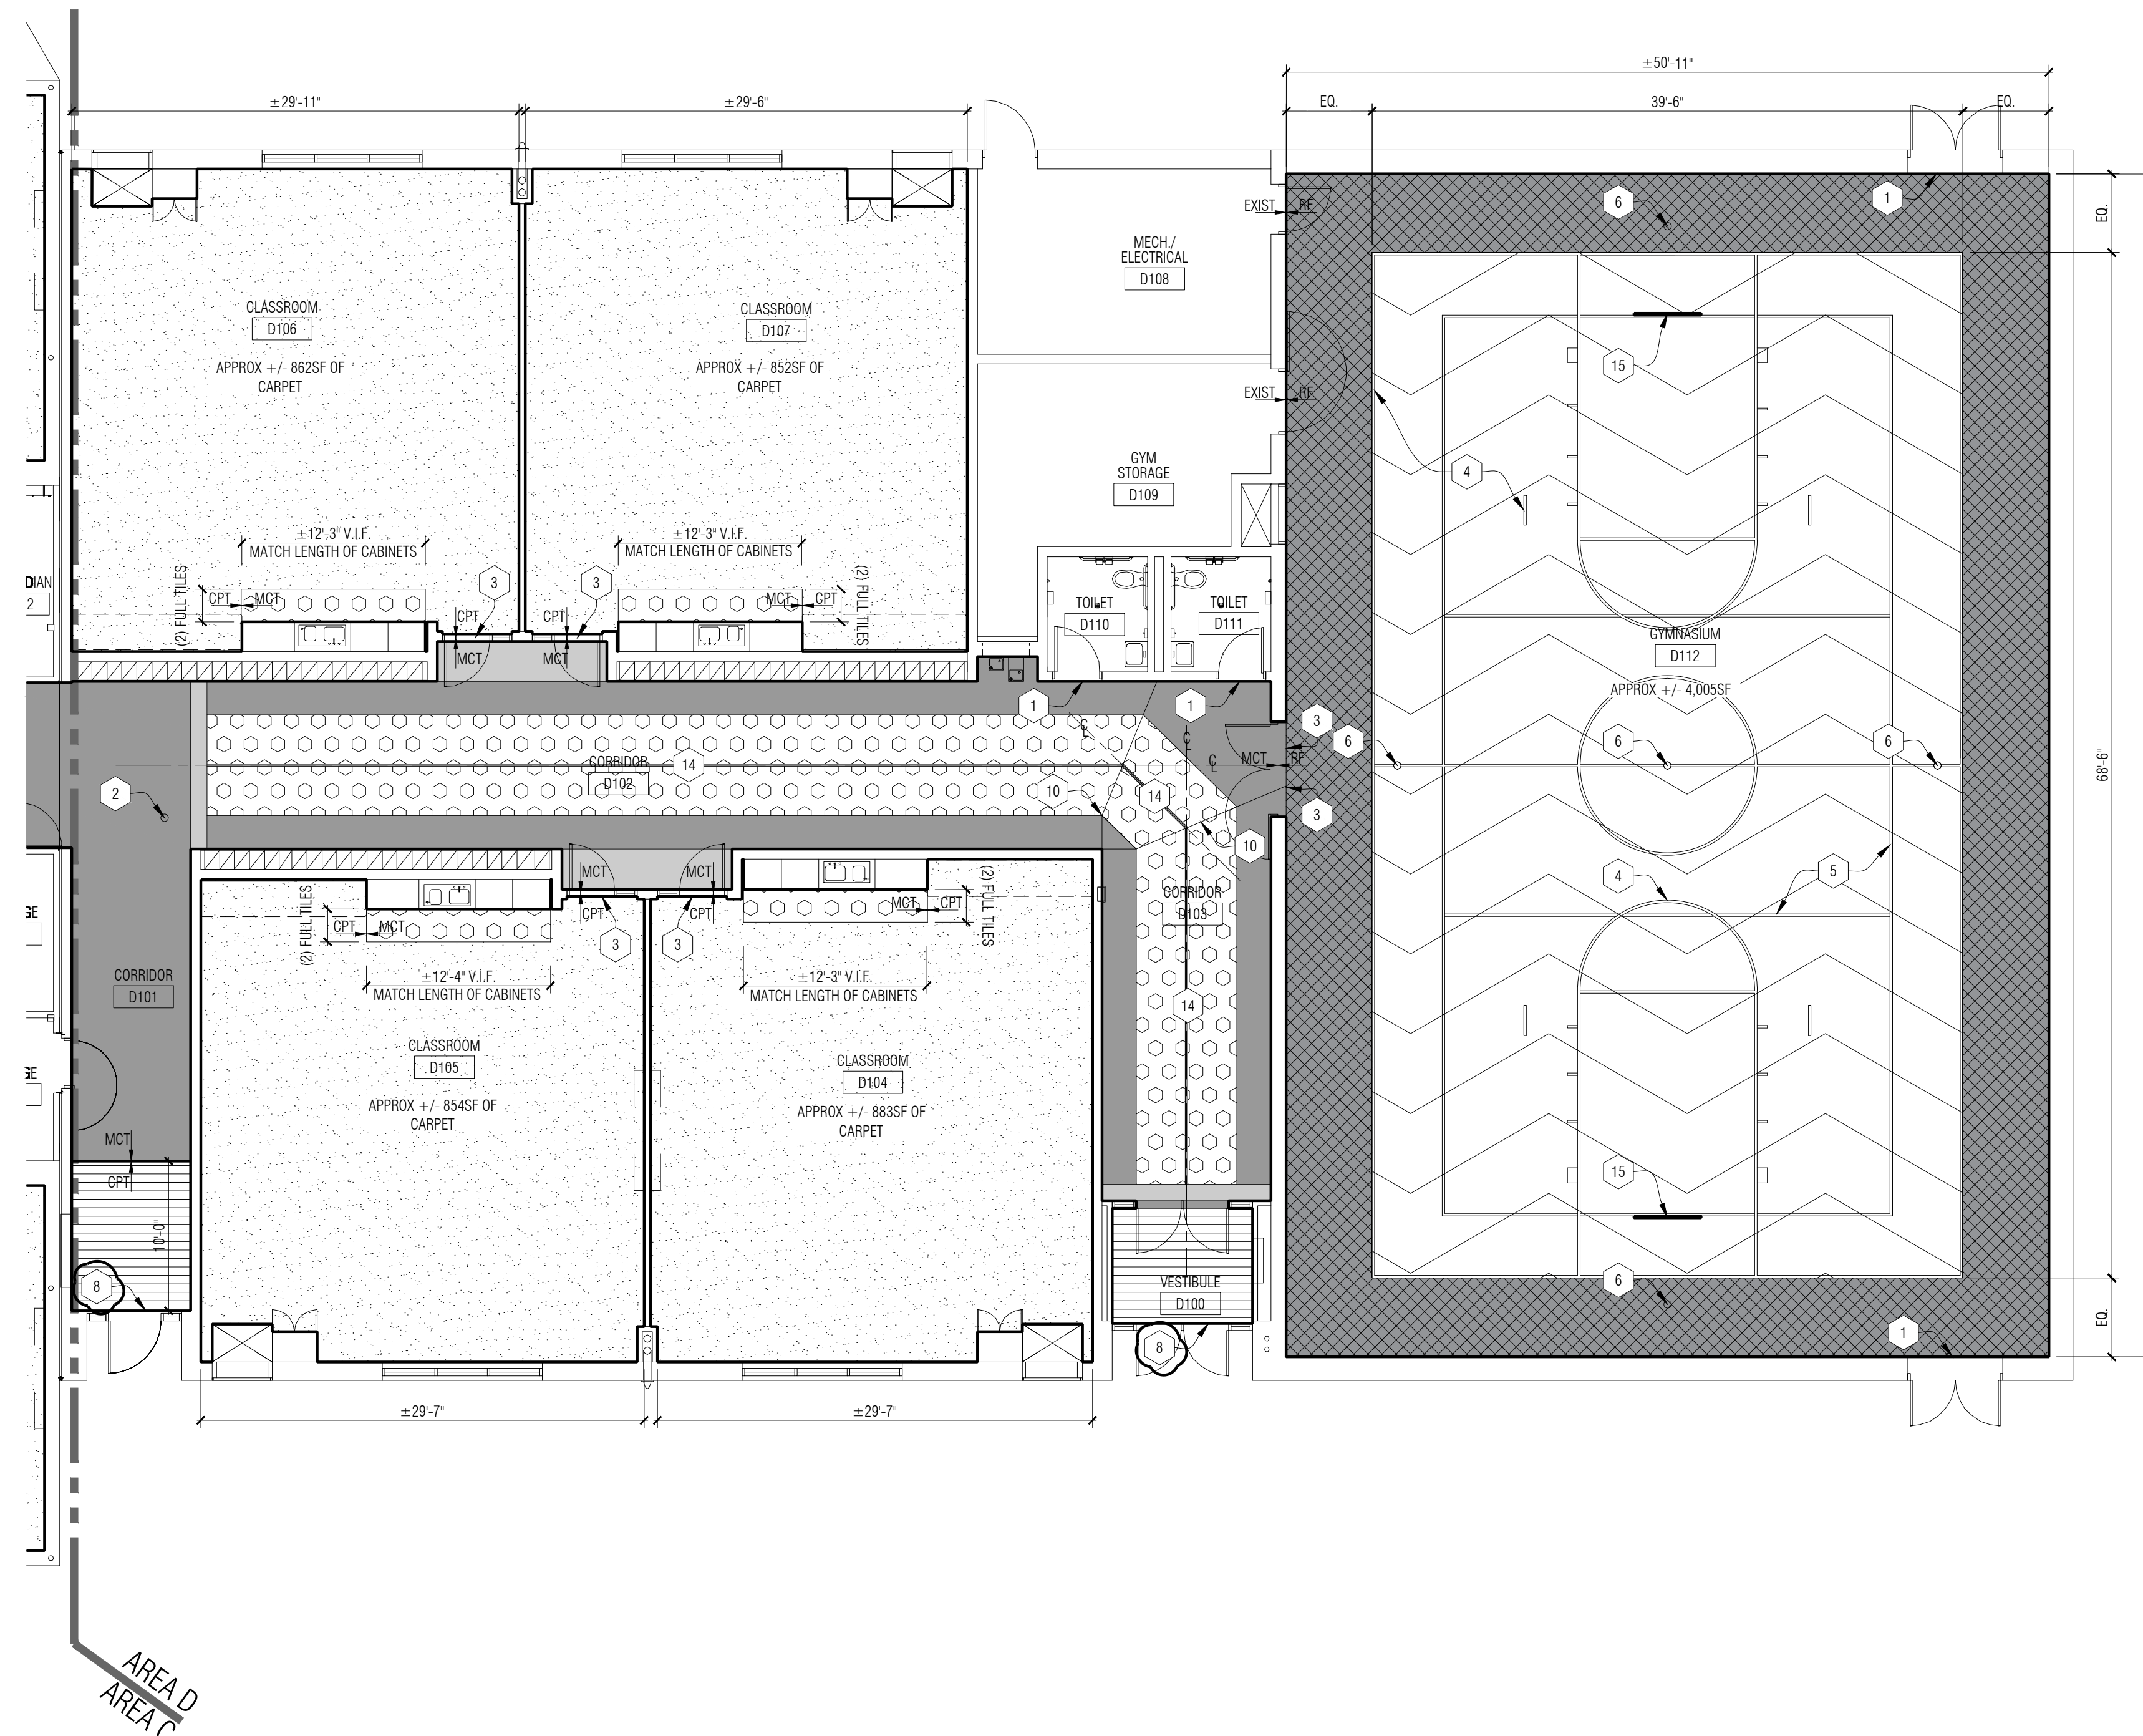 ±50'-11"
±29'-11"
±29'-6"
EQ.
39'-6"
EQ.
EXIST
RF
6
1
EQ.
MECH./
ELECTRICAL
D108
CLASSROOM
D106
APPROX +/- 862SF OF
CARPET
CLASSROOM
D107
APPROX +/- 852SF OF
CARPET
15
EXIST
RF
GYM
STORAGE
D109
4
±12'-3" V.I.F.
MATCH LENGTH OF CABINETS
±12'-3" V.I.F.
MATCH LENGTH OF CABINETS
DIAN
2
(2) FULL TILES
CPT
MCT
3
3
CPT
CPT
MCT
MCT
MCT
CPT
(2) FULL TILES
TOILET
D110
TOILET
D111
GYMNASIUM
D112
APPROX +/- 4,005SF
1
1
3
6
6
6
CL
CL
CL
MCT
RF
68'-6"
CORRIDOR
D102
14
2
10
14
3
10
MCT
MCT
CPT
CPT
3
3
(2) FULL TILES
CPT
MCT
MCT
CPT
(2) FULL TILES
CORRIDOR
D103
4
5
GE
±12'-4" V.I.F.
MATCH LENGTH OF CABINETS
±12'-3" V.I.F.
MATCH LENGTH OF CABINETS
CORRIDOR
D101
14
CLASSROOM
D105
APPROX +/- 854SF OF
CARPET
CLASSROOM
D104
APPROX +/- 883SF OF
CARPET
GE
MCT
CPT
15
10'-0"
8
VESTIBULE
D100
6
EQ.
8
1
±29'-7"
±29'-7"
AREA D
AREA C